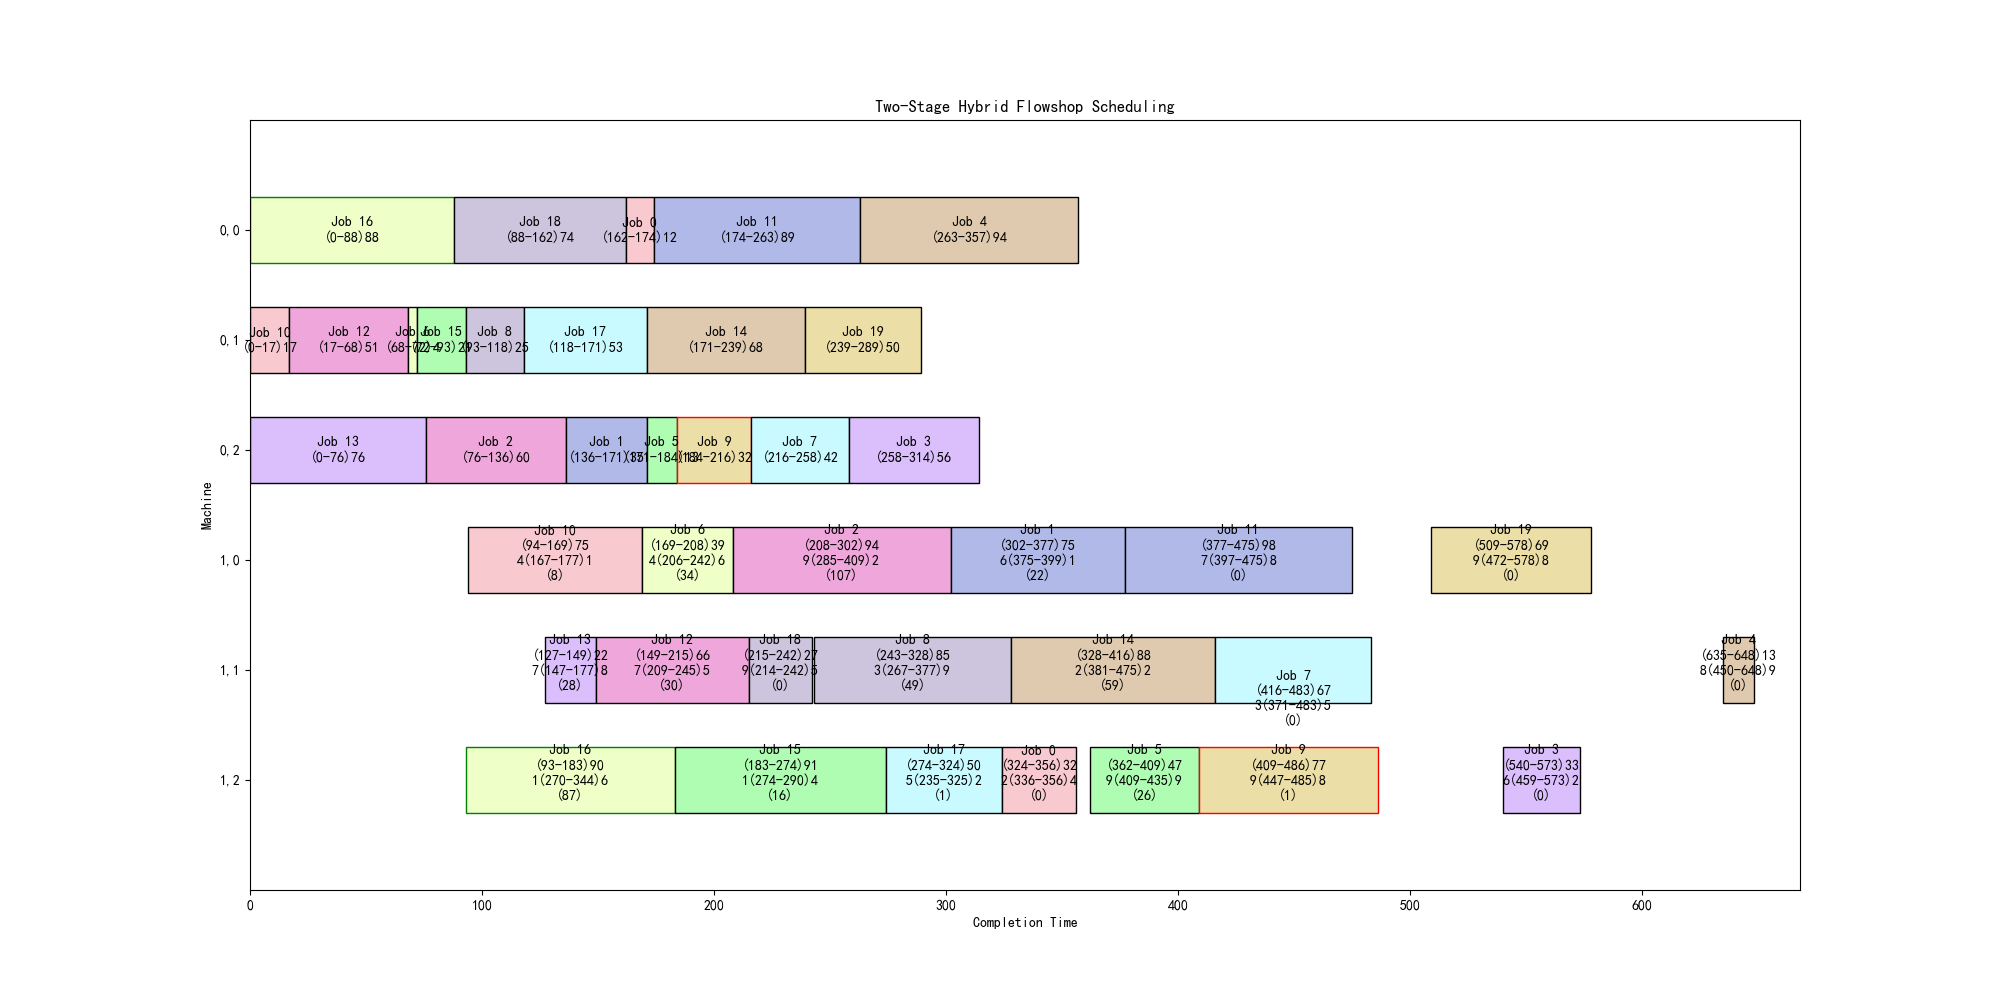 Two-Stage Hybrid Flowshop Scheduling
Machine
0,0
Job 16
(0-88)88
Job 18
(88-162)74
Job 0
(162-174)12
Job 11
(174-263)89
Job 4
(263-357)94
0,1
Job 10
(0-17)17
Job 12
(17-68)51
Job 6
(68-72)4
Job 15
(72-93)21
Job 8
(93-118)25
Job 17
(118-171)53
Job 14
(171-239)68
Job 19
(239-289)50
0,2
Job 13
(0-76)76
Job 2
(76-136)60
Job 1
(136-171)35
Job 5
(171-184)13
Job 9
(184-216)32
Job 7
(216-258)42
Job 3
(258-314)56
1,0
Job 10
(94-169)75
4(167-177)1
(8)
Job 6
(169-208)39
4(206-242)6
(34)
Job 2
(208-302)94
9(285-409)2
(107)
Job 1
(302-377)75
6(375-399)1
(22)
Job 11
(377-475)98
7(397-475)8
(0)
Job 19
(509-578)69
9(472-578)8
(0)
1,1
Job 13
(127-149)22
7(147-177)8
(28)
Job 12
(149-215)66
7(209-245)5
(30)
Job 18
(215-242)27
9(214-242)5
(0)
Job 8
(243-328)85
3(267-377)9
(49)
Job 14
(328-416)88
2(381-475)2
(59)
Job 7
(416-483)67
3(371-483)5
(0)
Job 4
(635-648)13
8(450-648)9
(0)
1,2
Job 16
(93-183)90
1(270-344)6
(87)
Job 15
(183-274)91
1(274-290)4
(16)
Job 17
(274-324)50
5(235-325)2
(1)
Job 0
(324-356)32
2(336-356)4
(0)
Job 5
(362-409)47
9(409-435)9
(26)
Job 9
(409-486)77
9(447-485)8
(1)
Job 3
(540-573)33
6(459-573)2
(0)
0
100
200
300
400
500
600
Completion Time